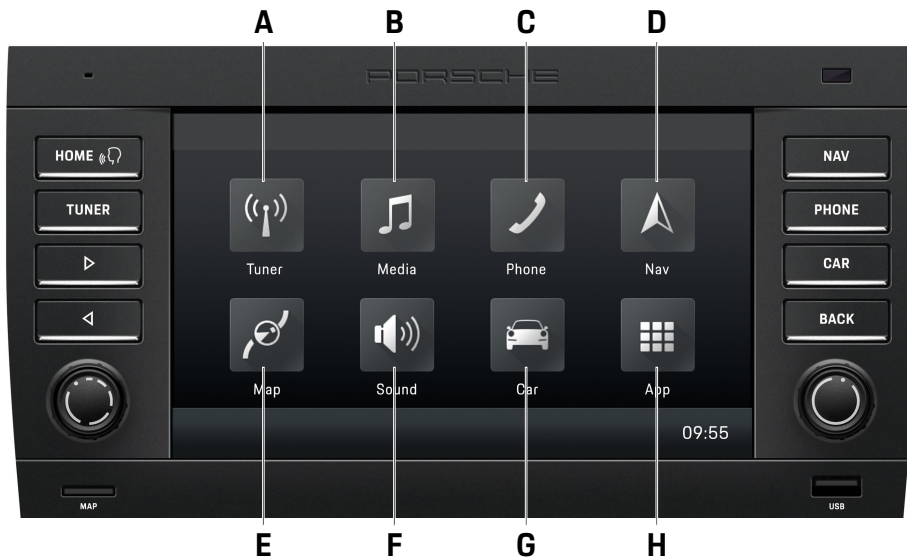 A B C D
PORSCHE
HOME NAV
TUNER PHONE
CAR
BACK
Tuner Media Phone Nav
Map Sound Car App
09:55
MAP USB
E F G H